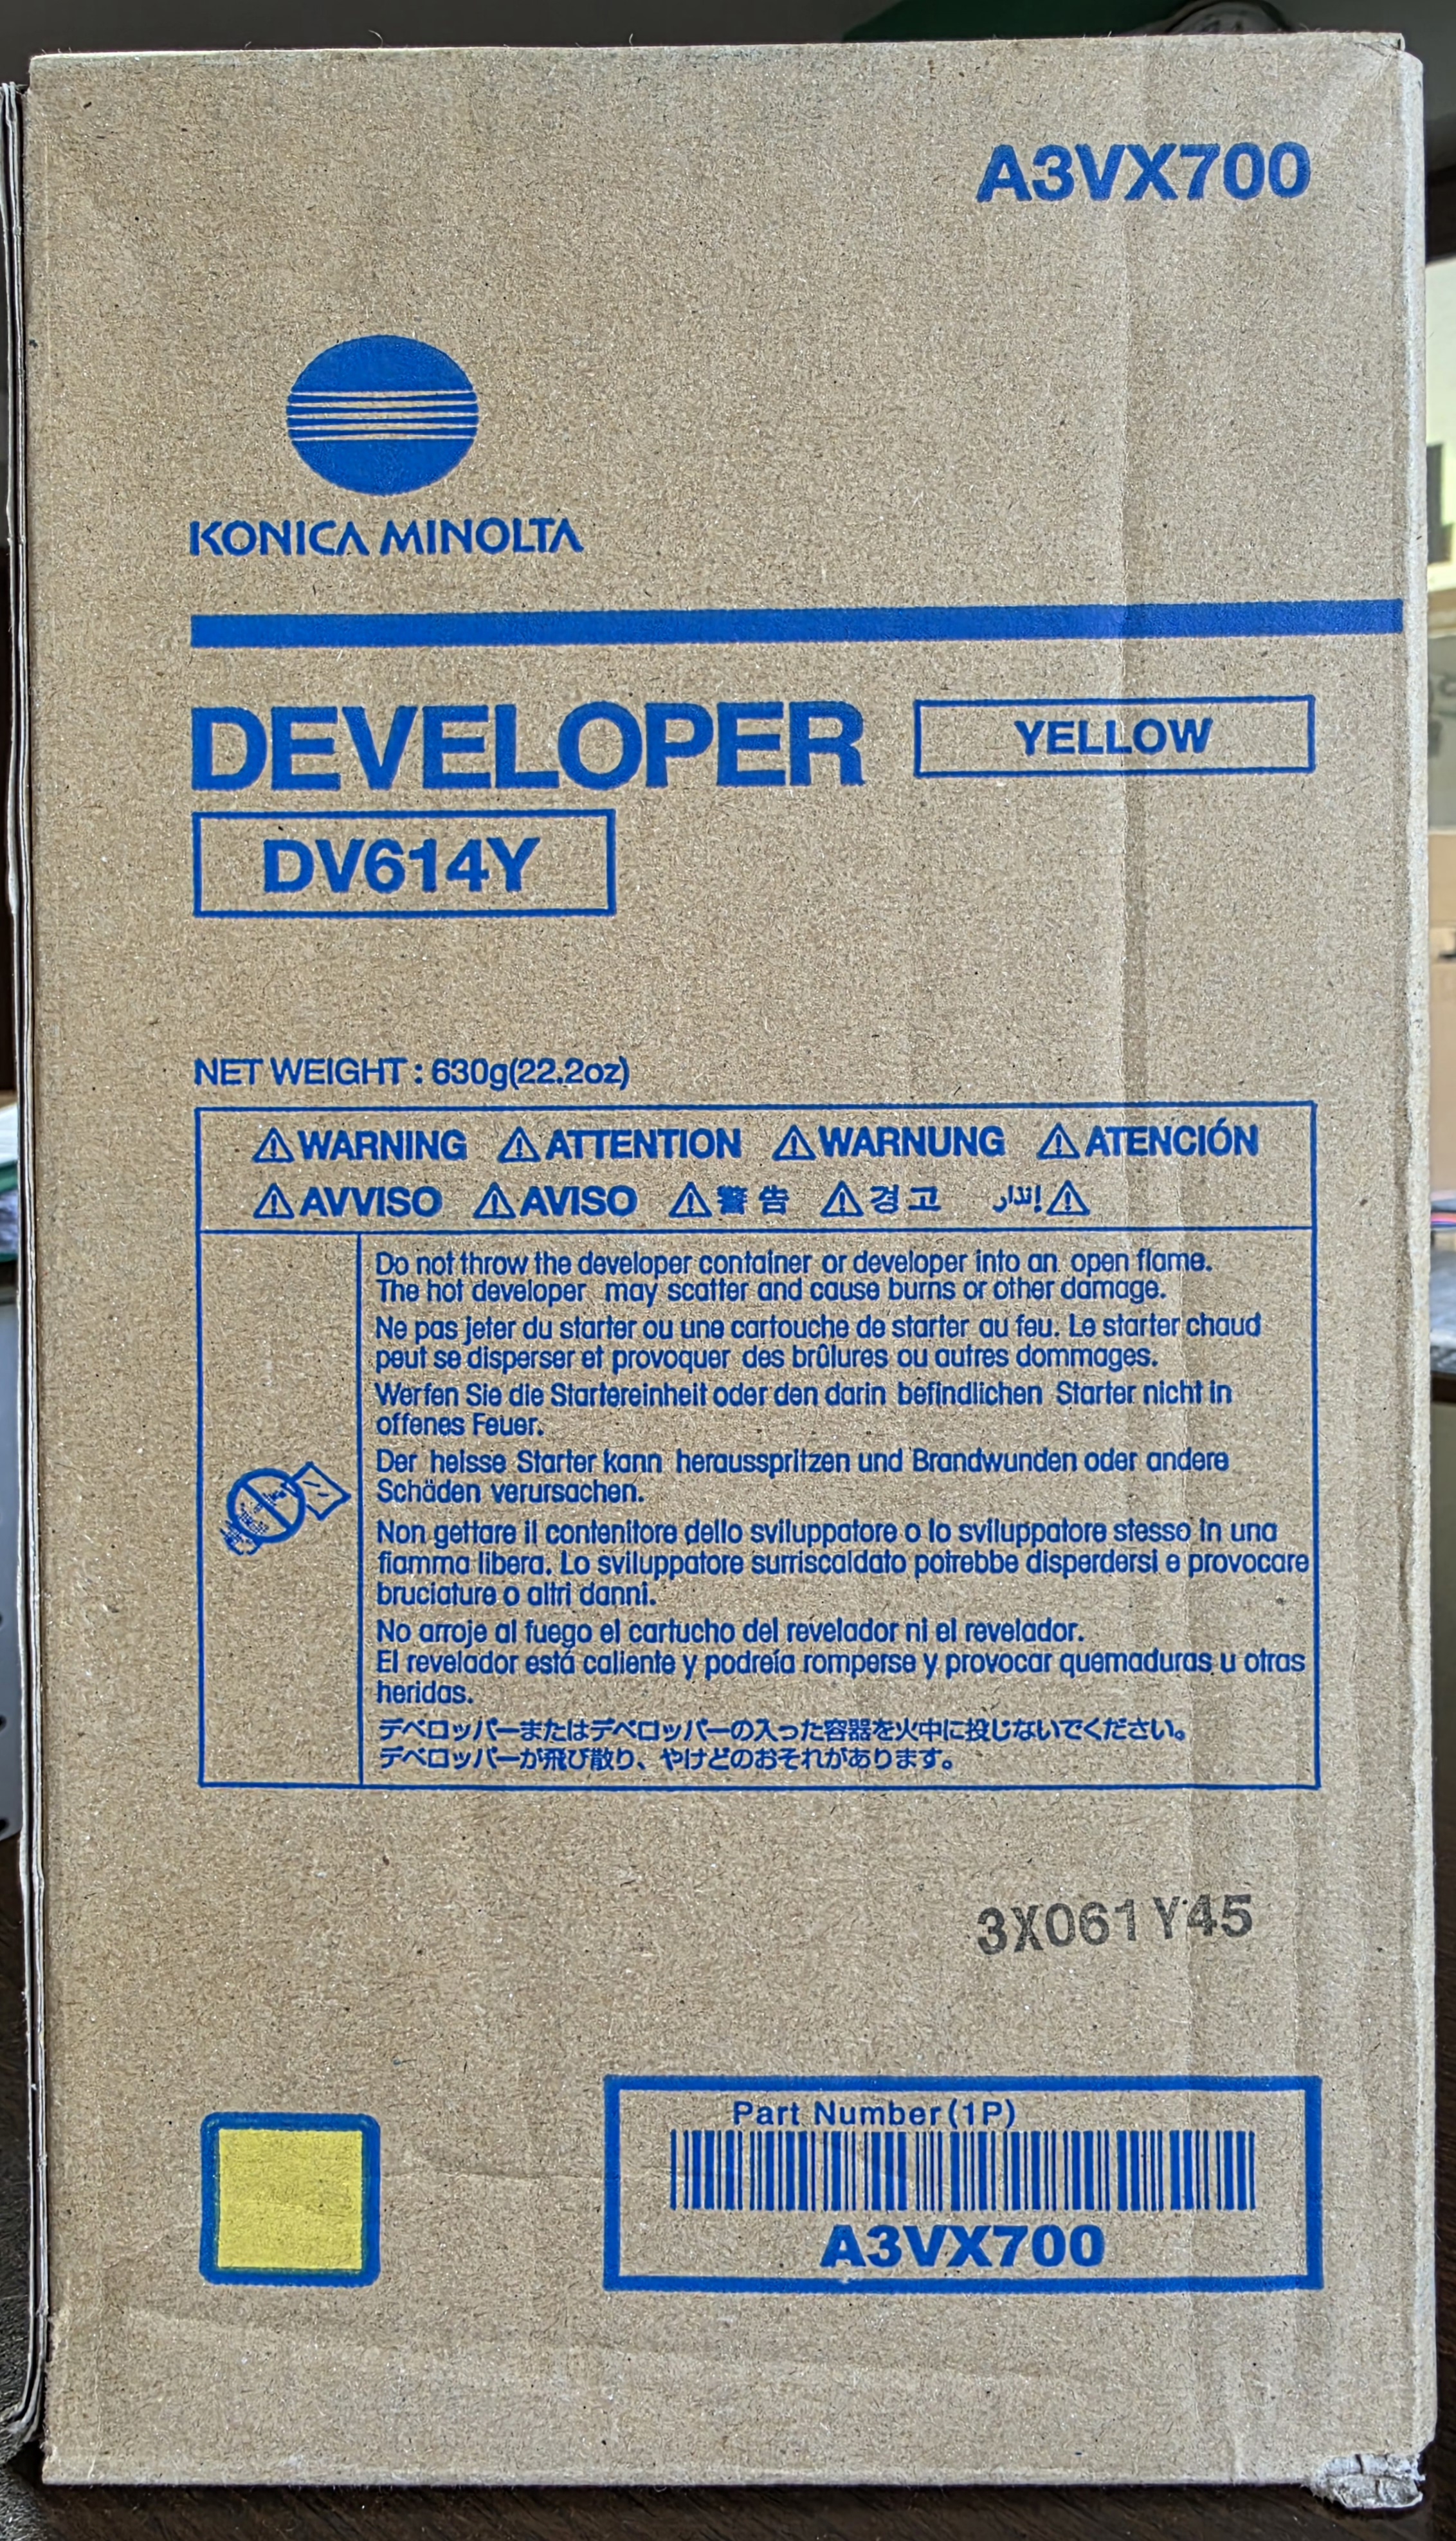 A3VX700
KONICA MINOLTA
DEVELOPER YELLOW
DV614Y
NET WEIGHT : 630g(22.2oz)
⚠WARNING ⚠ATTENTION ⚠WARNUNG ⚠ATENCIÓN
⚠AVVISO ⚠AVISO ⚠警告 ⚠경고 إنذار⚠
Do not throw the developer container or developer into an open flame.
The hot developer may scatter and cause burns or other damage.
Ne pas jeter du starter ou une cartouche de starter au feu. Le starter chaud
peut se disperser et provoquer des brûlures ou autres dommages.
Werfen Sie die Startereinheit oder den darin befindlichen Starter nicht in
offenes Feuer.
Der heisse Starter kann herausspritzen und Brandwunden oder andere
Schäden verursachen.
Non gettare il contenitore dello sviluppatore o lo sviluppatore stesso in una
fiamma libera. Lo sviluppatore surriscaldato potrebbe disperdersi e provocare
bruciature o altri danni.
No arroje al fuego el cartucho del revelador ni el revelador.
El revelador está caliente y podreía romperse y provocar quemaduras u otras
heridas.
デベロッパーまたはデベロッパーの入った容器を火中に投じないでください。
デベロッパーが飛び散り、やけどのおそれがあります。
3X061Y45
Part Number(1P)
A3VX700